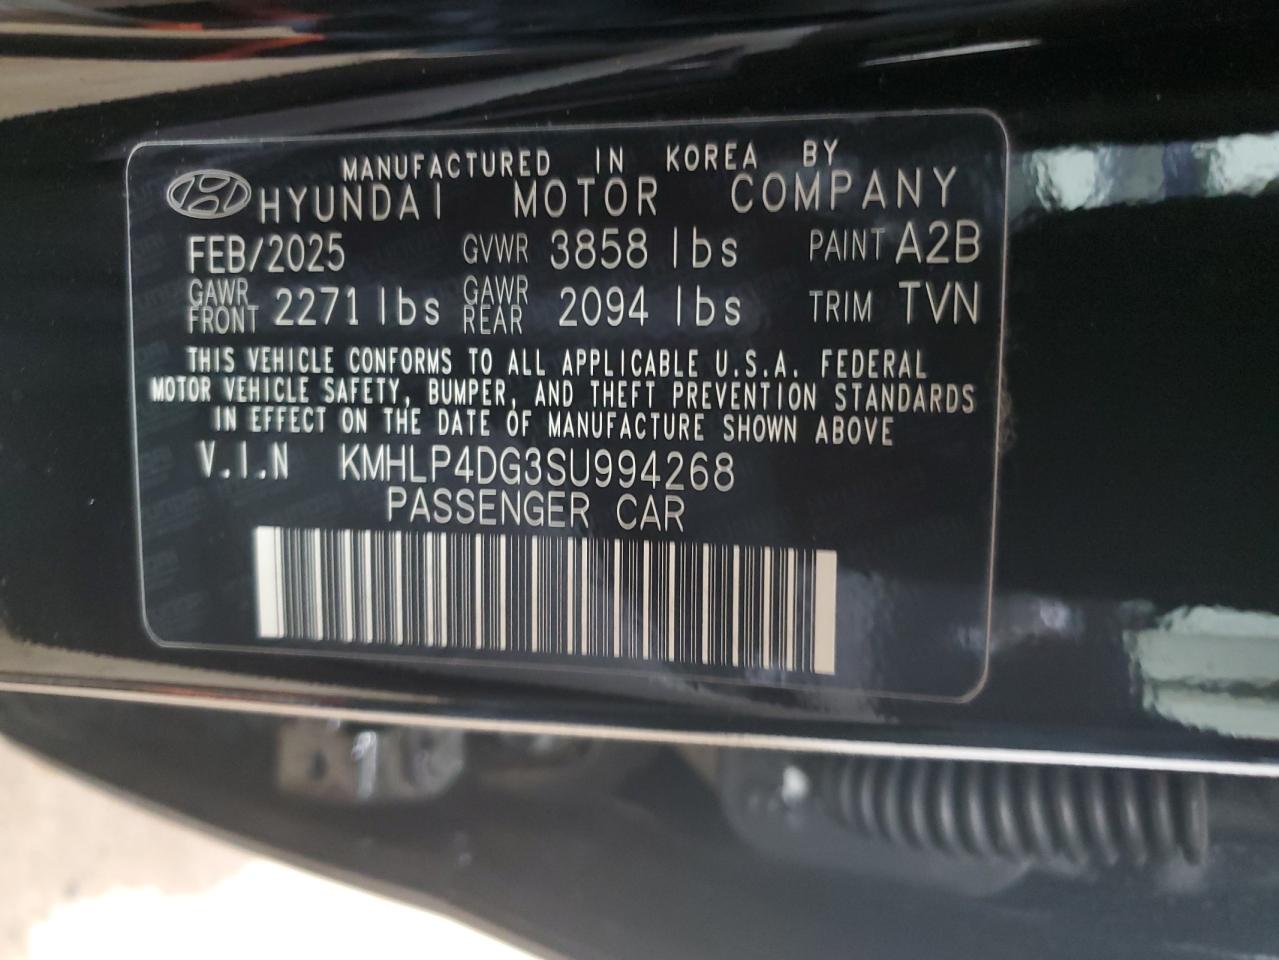 MANUFACTURED IN KOREA BY
HYUNDAI MOTOR COMPANY
FEB/2025 GVWR 3858 lbs PAINT A2B
GAWR FRONT 2271 lbs GAWR REAR 2094 lbs TRIM TVN
THIS VEHICLE CONFORMS TO ALL APPLICABLE U.S.A. FEDERAL
MOTOR VEHICLE SAFETY, BUMPER, AND THEFT PREVENTION STANDARDS
IN EFFECT ON THE DATE OF MANUFACTURE SHOWN ABOVE
V.I.N KMHLP4DG3SU994268
PASSENGER CAR